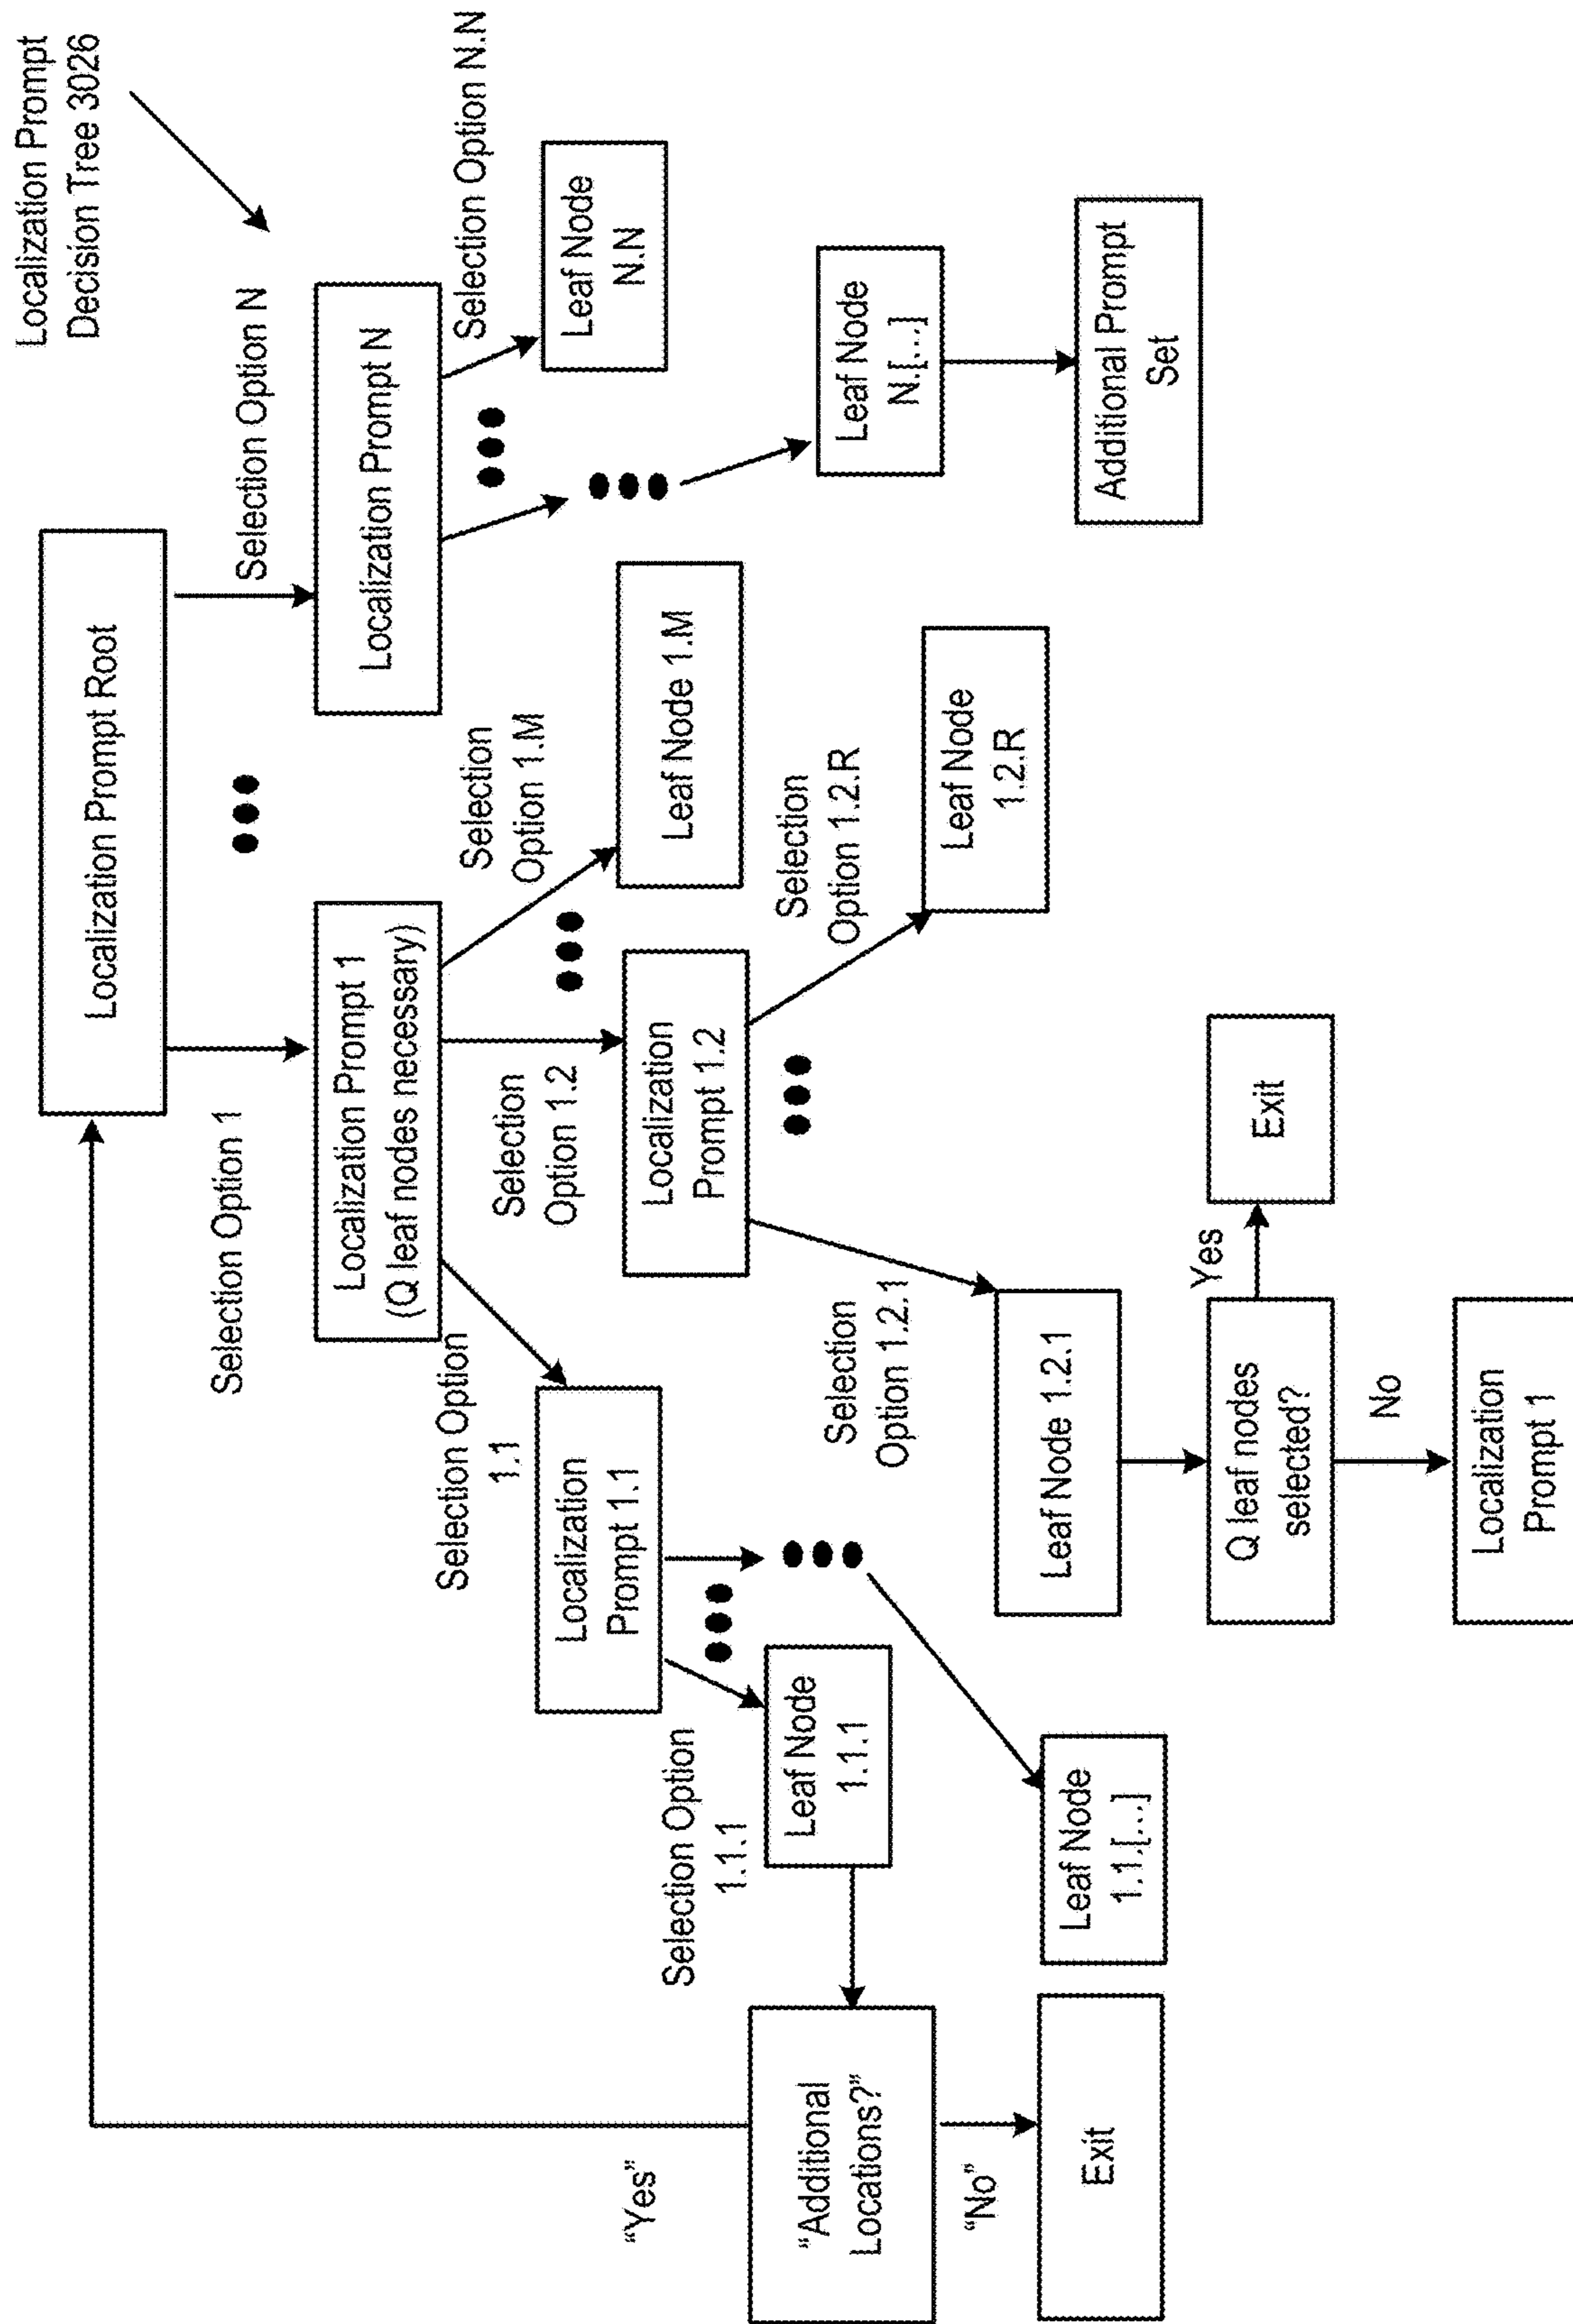 Localization Prompt
Decision Tree 3026
Localization Prompt Root
Selection Option 1
Selection Option N
Localization Prompt 1
(Q leaf nodes necessary)
Localization Prompt N
Selection Option
1.1
Selection
Option 1.2
Selection
Option 1.M
Selection Option N.N
Localization
Prompt 1.1
Localization
Prompt 1.2
Leaf Node 1.M
Leaf Node
N.N
"Yes"
Selection Option
1.1.1
Leaf Node
1.1.1
Selection
Option 1.2.1
Selection
Option 1.2.R
Leaf Node
N.[...]
“Additional
Locations?”
“No”
Exit
Leaf Node
1.1.[...]
Leaf Node 1.2.1
Leaf Node
1.2.R
Additional Prompt
Set
Q leaf nodes
selected?
Yes
Exit
No
Localization
Prompt 1